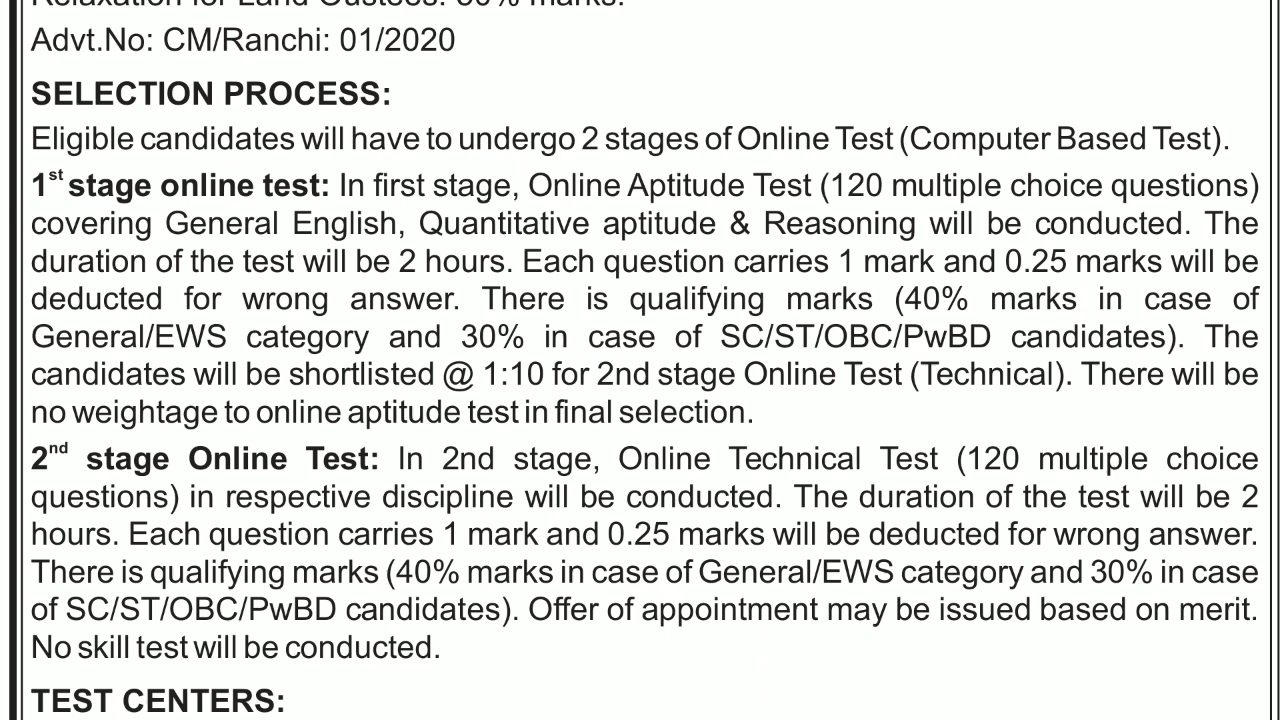 Relaxation for Land Oustees: 60% marks.
Advt.No: CM/Ranchi: 01/2020
SELECTION PROCESS:
Eligible candidates will have to undergo 2 stages of Online Test (Computer Based Test).
1st stage online test: In first stage, Online Aptitude Test (120 multiple choice questions)
covering General English, Quantitative aptitude & Reasoning will be conducted. The
duration of the test will be 2 hours. Each question carries 1 mark and 0.25 marks will be
deducted for wrong answer. There is qualifying marks (40% marks in case of
General/EWS category and 30% in case of SC/ST/OBC/PwBD candidates). The
candidates will be shortlisted @ 1:10 for 2nd stage Online Test (Technical). There will be
no weightage to online aptitude test in final selection.
2nd stage Online Test: In 2nd stage, Online Technical Test (120 multiple choice
questions) in respective discipline will be conducted. The duration of the test will be 2
hours. Each question carries 1 mark and 0.25 marks will be deducted for wrong answer.
There is qualifying marks (40% marks in case of General/EWS category and 30% in case
of SC/ST/OBC/PwBD candidates). Offer of appointment may be issued based on merit.
No skill test will be conducted.
TEST CENTERS: